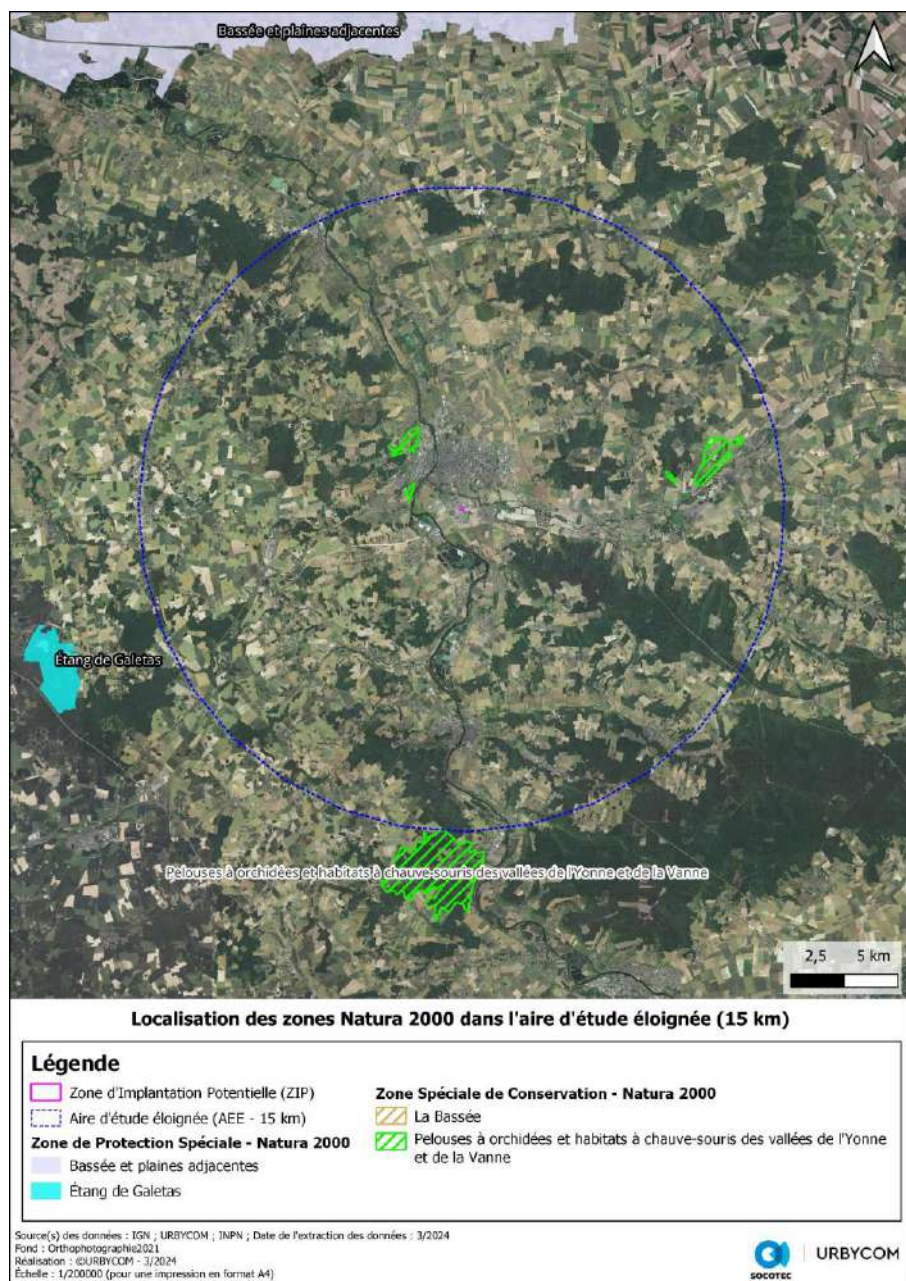 Bassée et plaines adjacentes
Étang de Galetas
Pelouses à orchidées et habitats à chauve-souris des vallées de l'Yonne et de la Vanne
2,5 5 km
Localisation des zones Natura 2000 dans l'aire d'étude éloignée (15 km)
Légende
Zone d'Implantation Potentielle (ZIP)
Aire d'étude éloignée (AEE - 15 km)
Zone de Protection Spéciale - Natura 2000
Bassée et plaines adjacentes
Étang de Galetas
Zone Spéciale de Conservation - Natura 2000
La Bassée
Pelouses à orchidées et habitats à chauve-souris des vallées de l'Yonne
et de la Vanne
Source(s) des données : IGN ; URBYCOM ; INPN ; Date de l'extraction des données : 3/2024
Fond : Orthophotographie2021
Réalisation : ©URBYCOM - 3/2024
Échelle : 1/200000 (pour une impression en format A4)
SOCOTEC
URBYCOM